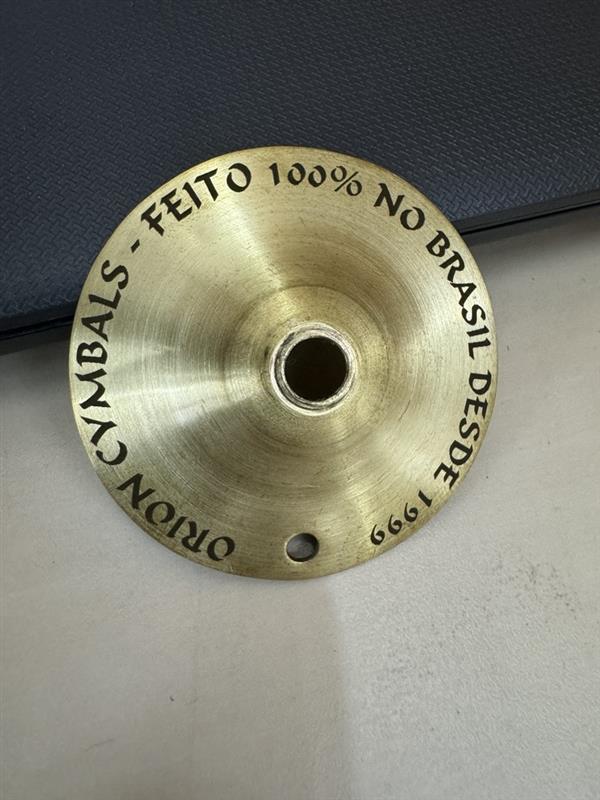 ORION CYMBALS - FEITO 100% NO BRASIL DESDE 1999